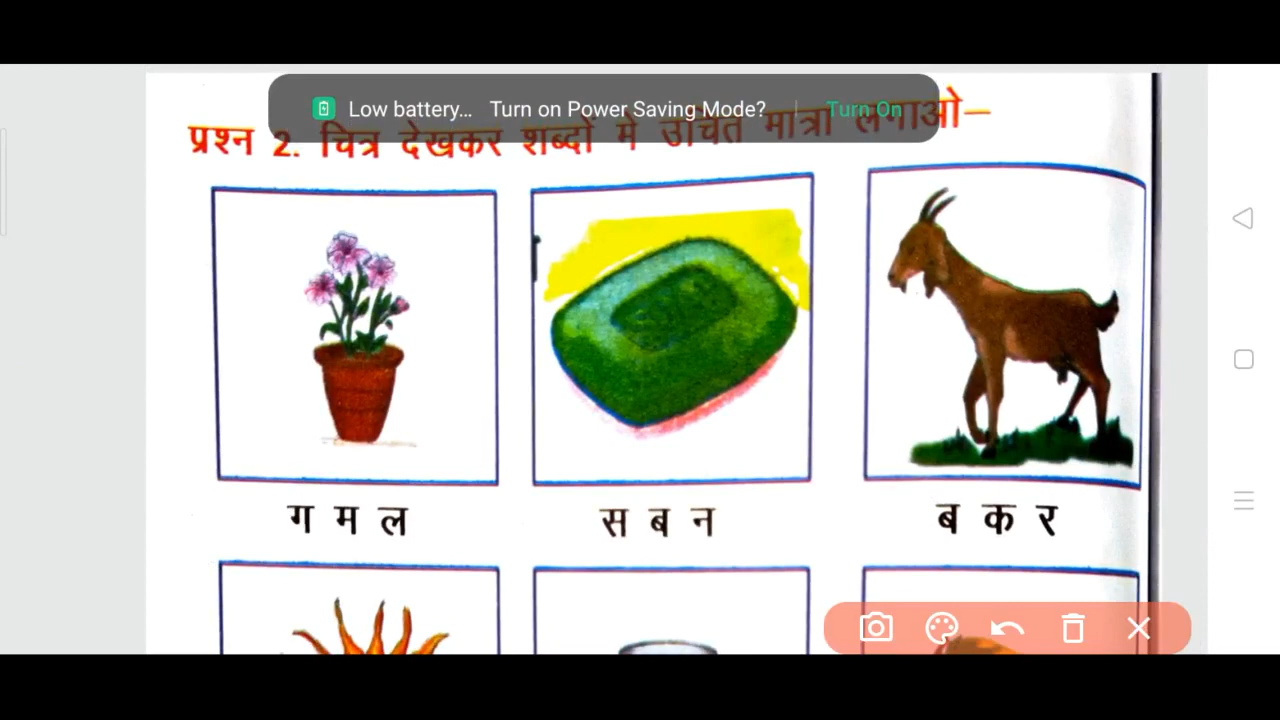 Low battery... Turn on Power Saving Mode? Turn On
प्रश्न 2. चित्र देखकर शब्दों मे उचित मात्रा लगाओ–
ग म ल
स ब न
ब क र